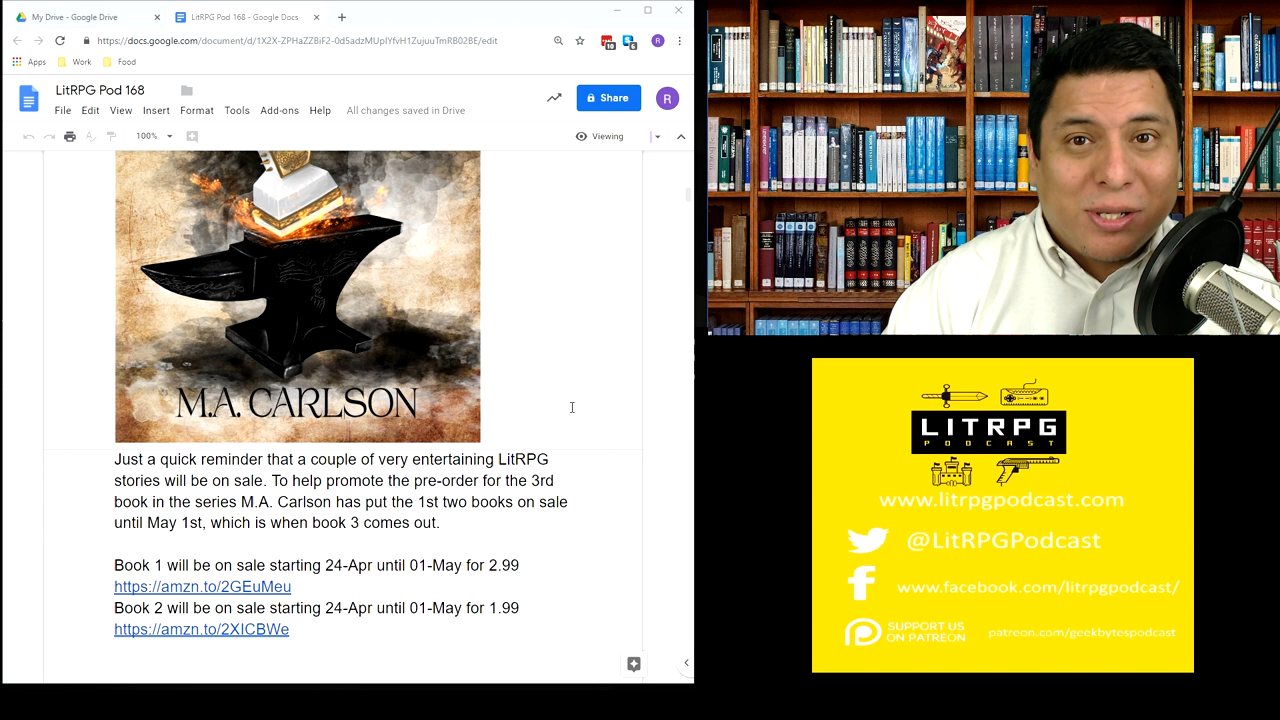 My Drive - Google Drive
LitRPG Pod 168 - Google Docs
https://docs.google.com/document/d/1X2X-ZPHaZZBiF2-0d5adzMUpIYfvH1ZujuuTmRB02BE/edit
10
6
R
Apps
Work
Food
LitRPG Pod 168
File Edit View Insert Format Tools Add-ons Help All changes saved in Drive
Share
R
100%
Viewing
M.A. CARLSON
Just a quick reminder that a couple of very entertaining LitRPG
stories will be on sale. To help promote the pre-order for the 3rd
book in the series M.A. Carlson has put the 1st two books on sale
until May 1st, which is when book 3 comes out.
Book 1 will be on sale starting 24-Apr until 01-May for 2.99
https://amzn.to/2GEuMeu
Book 2 will be on sale starting 24-Apr until 01-May for 1.99
https://amzn.to/2XICBWe
LITRPG
PODCAST
www.litrpgpodcast.com
@LitRPGPodcast
www.facebook.com/litrpgpodcast/
SUPPORT US
ON PATREON
patreon.com/geekbytespodcast